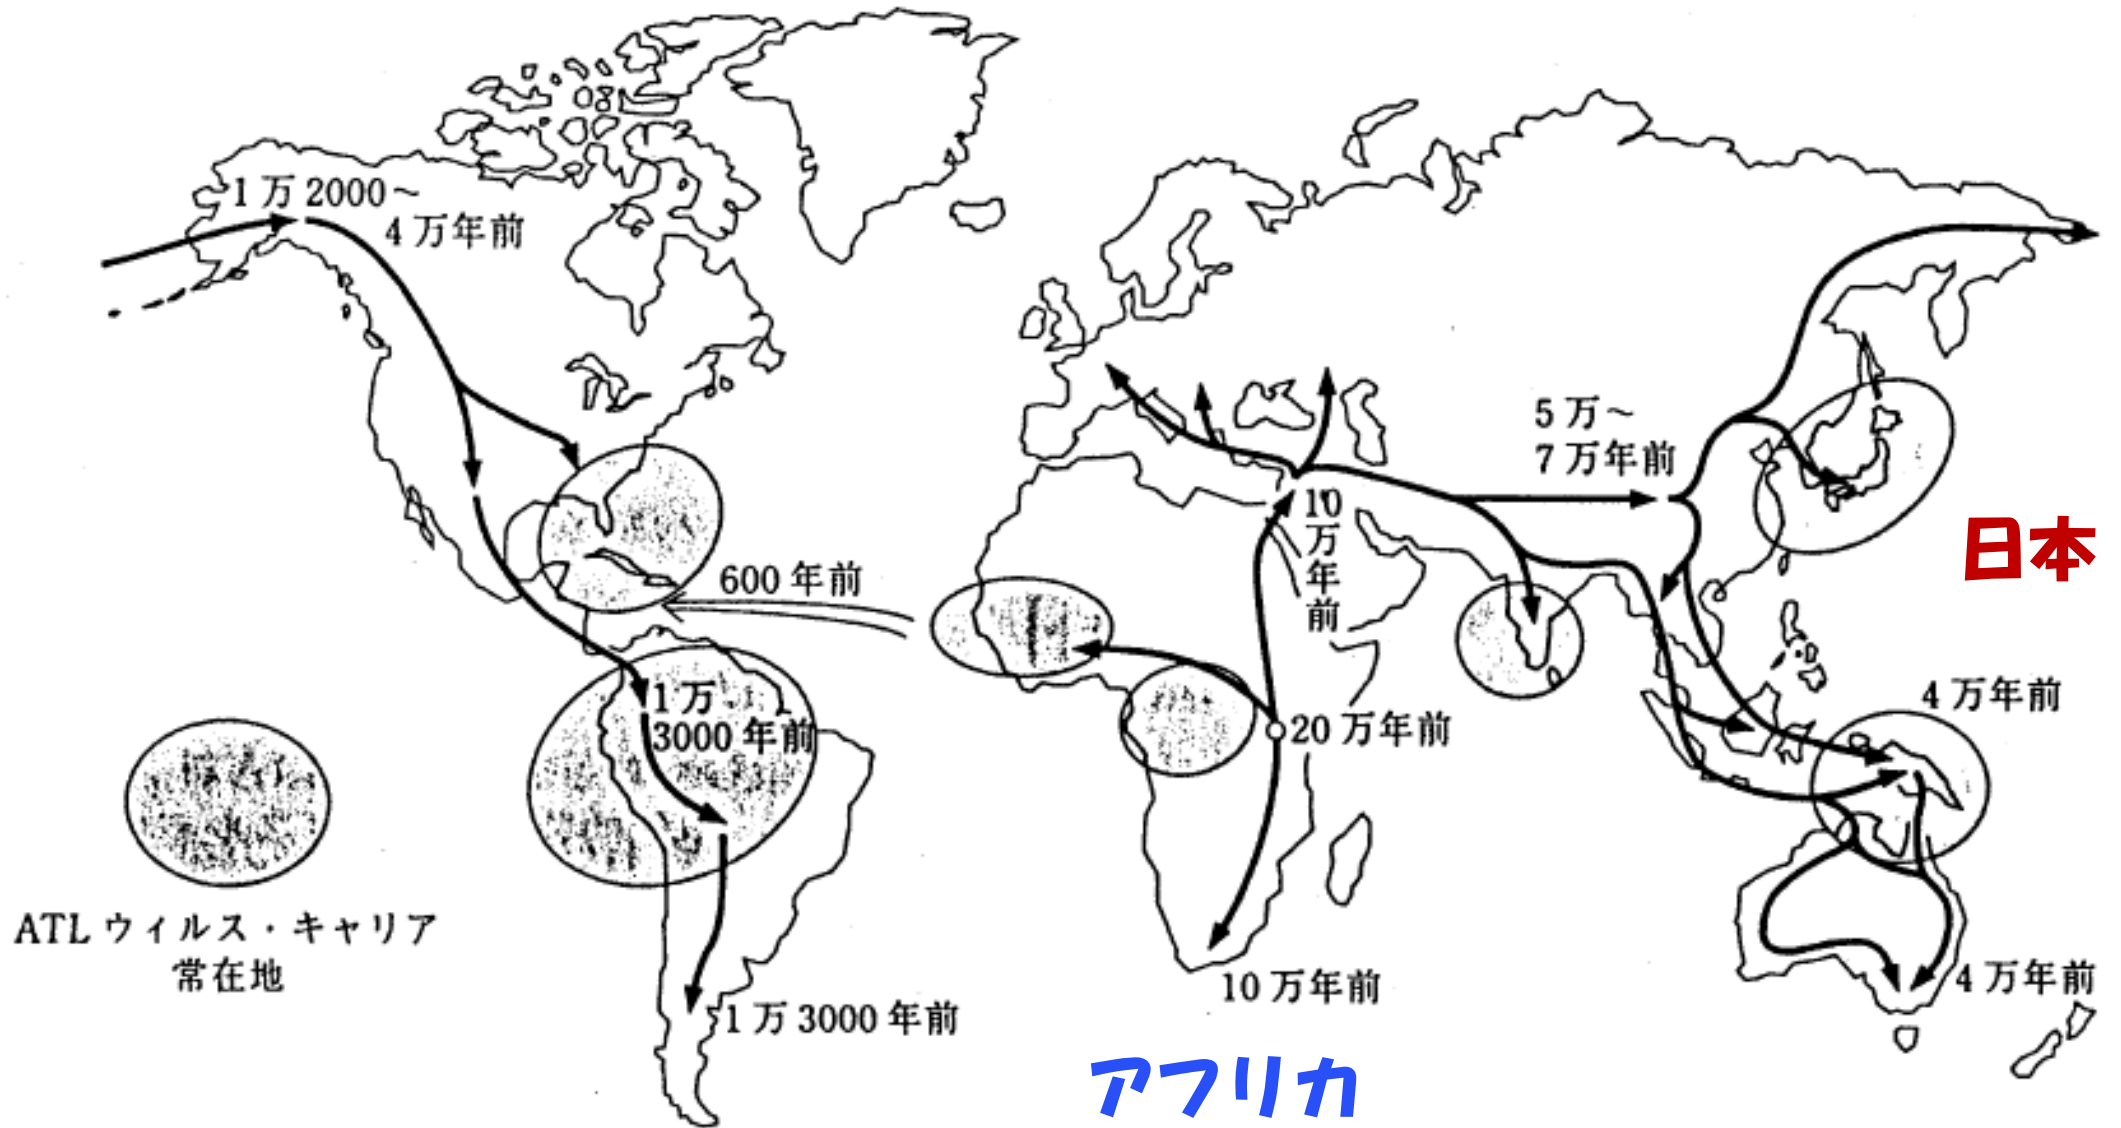 1万2000～
4万年前
5万～
7万年前
10
万
年
前
日本
600年前
1万
3000年前
20万年前
4万年前
ATLウィルス・キャリア
常在地
10万年前
4万年前
1万3000年前
アフリカ